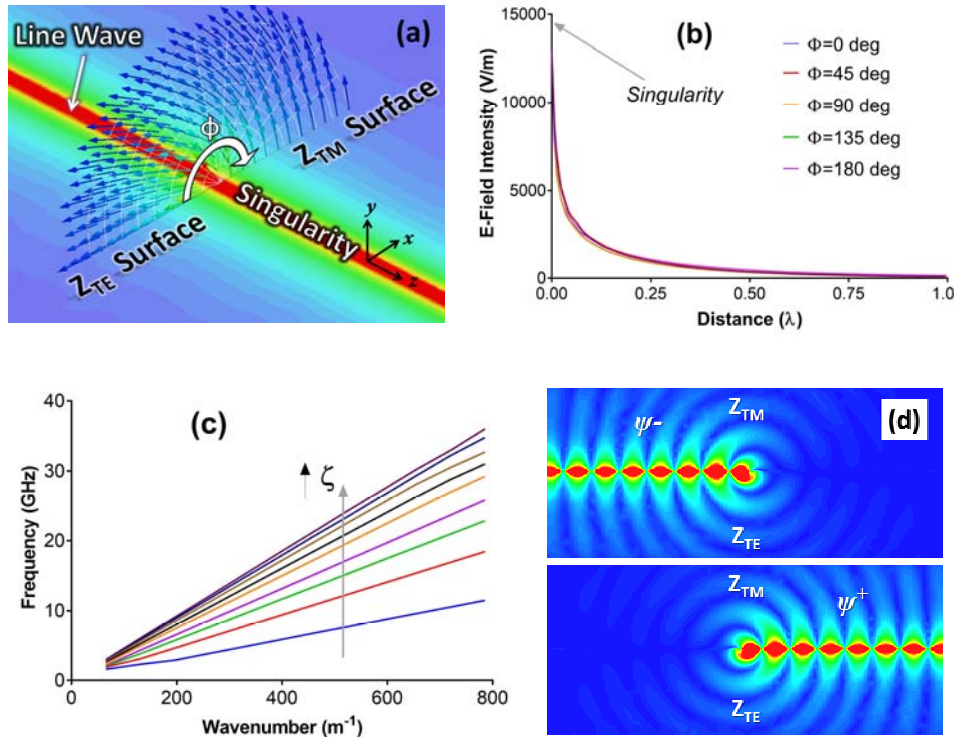 (a)
Line Wave
Φ
Z_TM Surface
Z_TE Surface
Singularity
y
x
z
(b)
15000
10000
5000
0
E-Field Intensity (V/m)
Singularity
Φ=0 deg
Φ=45 deg
Φ=90 deg
Φ=135 deg
Φ=180 deg
0.00 0.25 0.50 0.75 1.0
Distance (λ)
(c)
40
30
20
10
0
Frequency (GHz)
ζ
0 200 400 600 800
Wavenumber (m⁻¹)
(d)
Z_TM
ψ-
Z_TE
Z_TM
ψ⁺
Z_TE